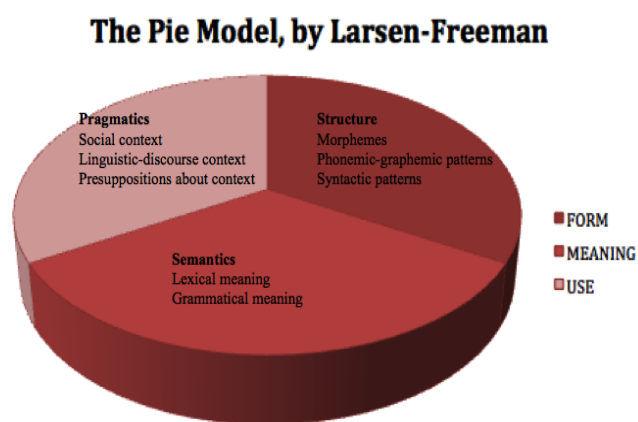 The Pie Model, by Larsen-Freeman
Pragmatics
Social context
Linguistic-discourse context
Presuppositions about context
Structure
Morphemes
Phonemic-graphemic patterns
Syntactic patterns
Semantics
Lexical meaning
Grammatical meaning
FORM
MEANING
USE